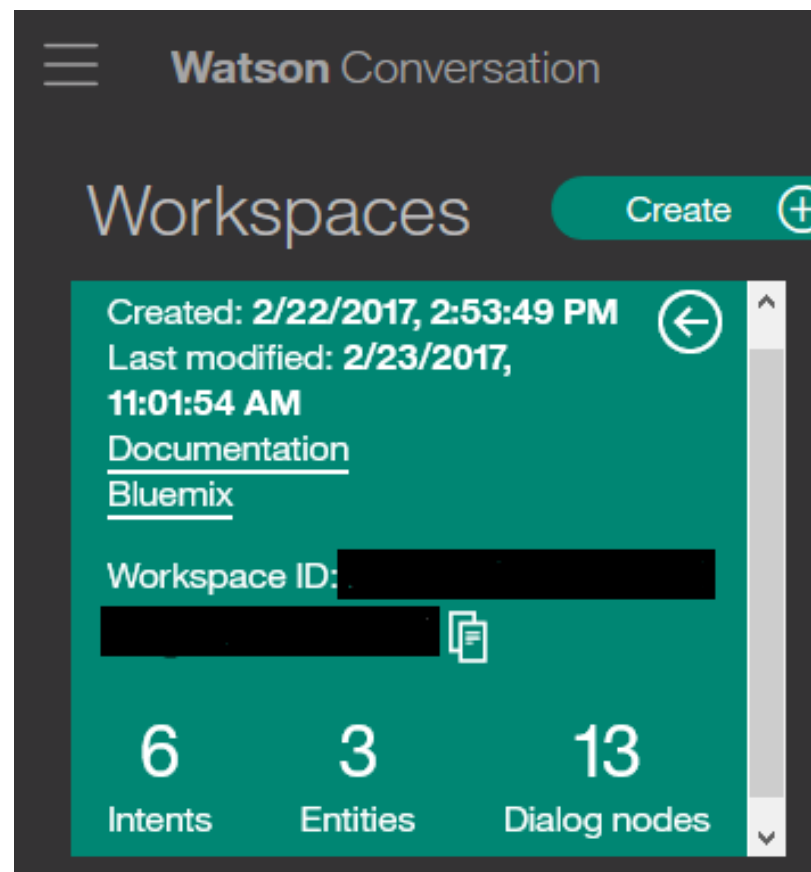 Watson Conversation
Workspaces
Create
Created: 2/22/2017, 2:53:49 PM
Last modified: 2/23/2017,
11:01:54 AM
Documentation
Bluemix
Workspace ID:
6 3 13
Intents Entities Dialog nodes